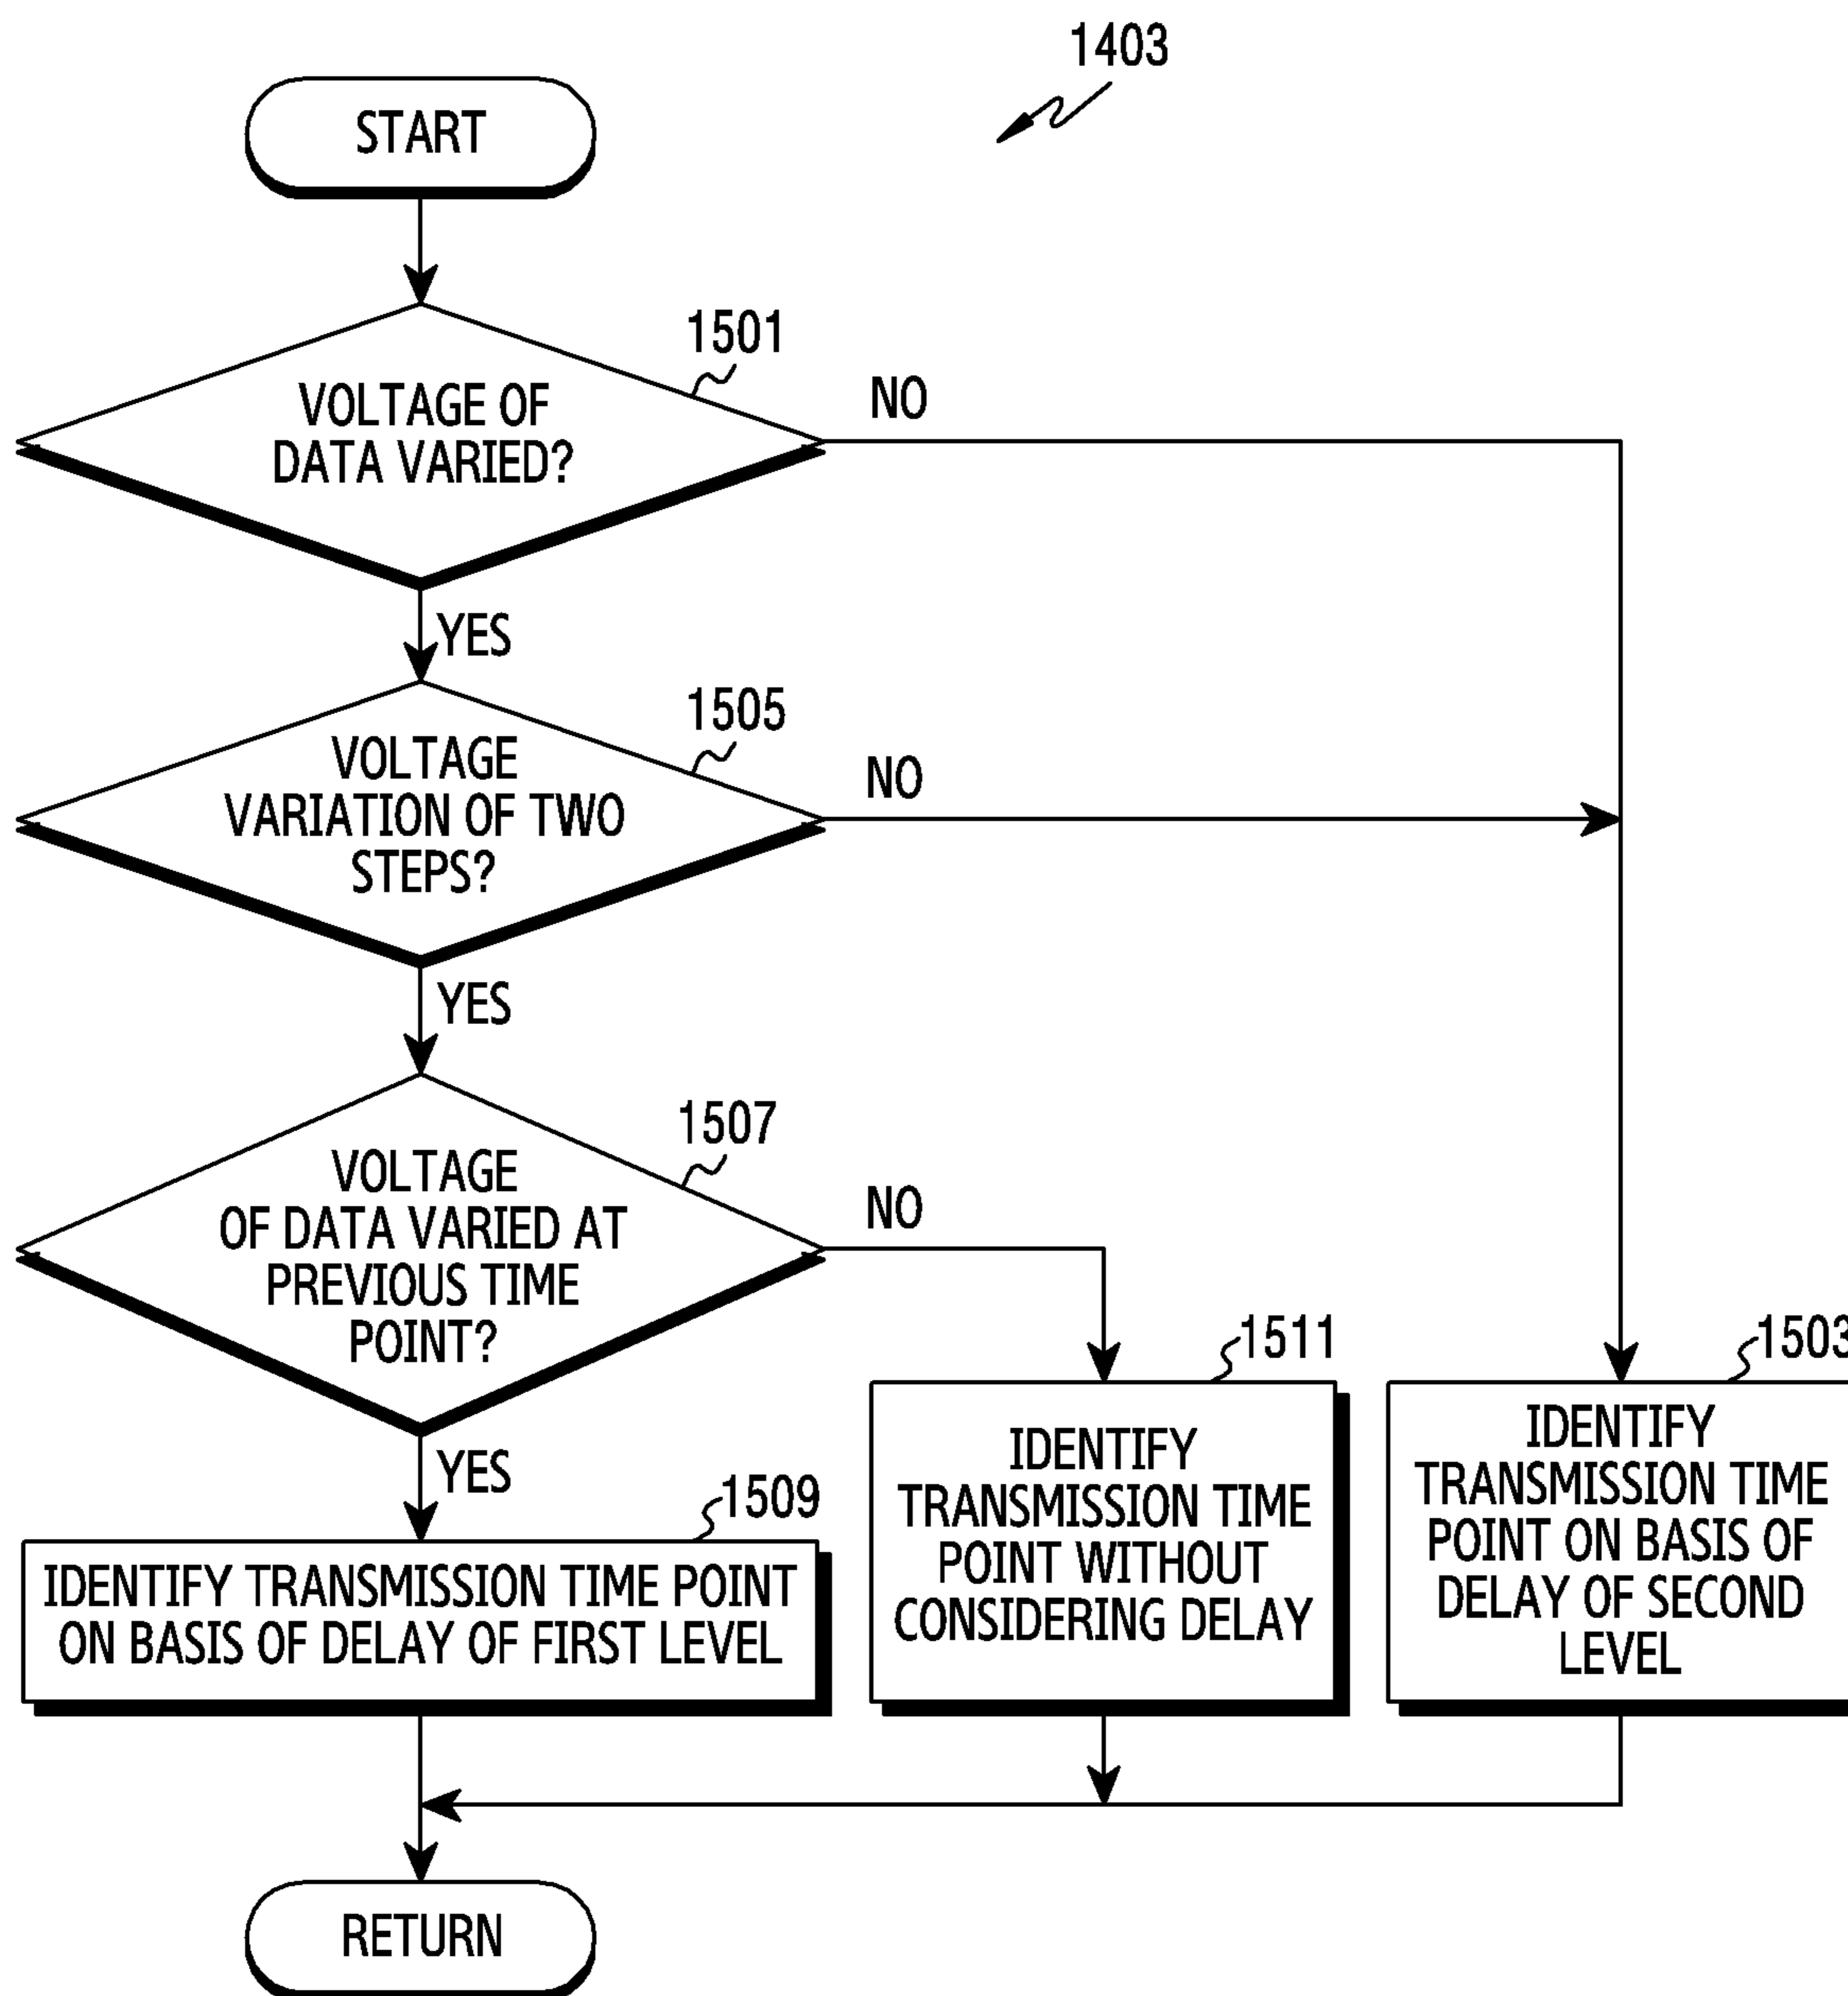 1403
START
1501
VOLTAGE OF
DATA VARIED?
NO
YES
1505
VOLTAGE
VARIATION OF TWO
STEPS?
NO
YES
1507
VOLTAGE
OF DATA VARIED AT
PREVIOUS TIME
POINT?
NO
YES
1509
IDENTIFY TRANSMISSION TIME POINT
ON BASIS OF DELAY OF FIRST LEVEL
1511
IDENTIFY
TRANSMISSION TIME
POINT WITHOUT
CONSIDERING DELAY
1503
IDENTIFY
TRANSMISSION TIME
POINT ON BASIS OF
DELAY OF SECOND
LEVEL
RETURN